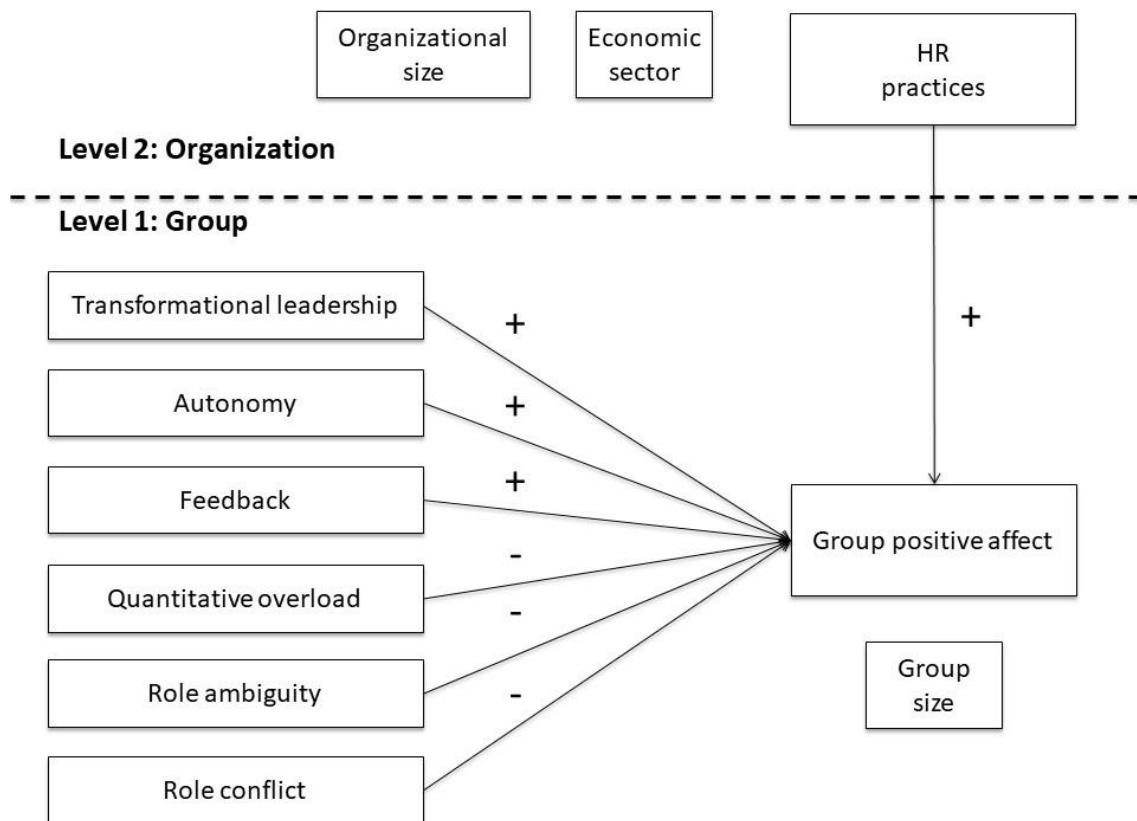 Organizational
size
Economic
sector
HR
practices
Level 2: Organization
Level 1: Group
Transformational leadership
+
+
Autonomy
+
Feedback
+
-
Quantitative overload
-
Role ambiguity
-
Role conflict
Group positive affect
Group
size